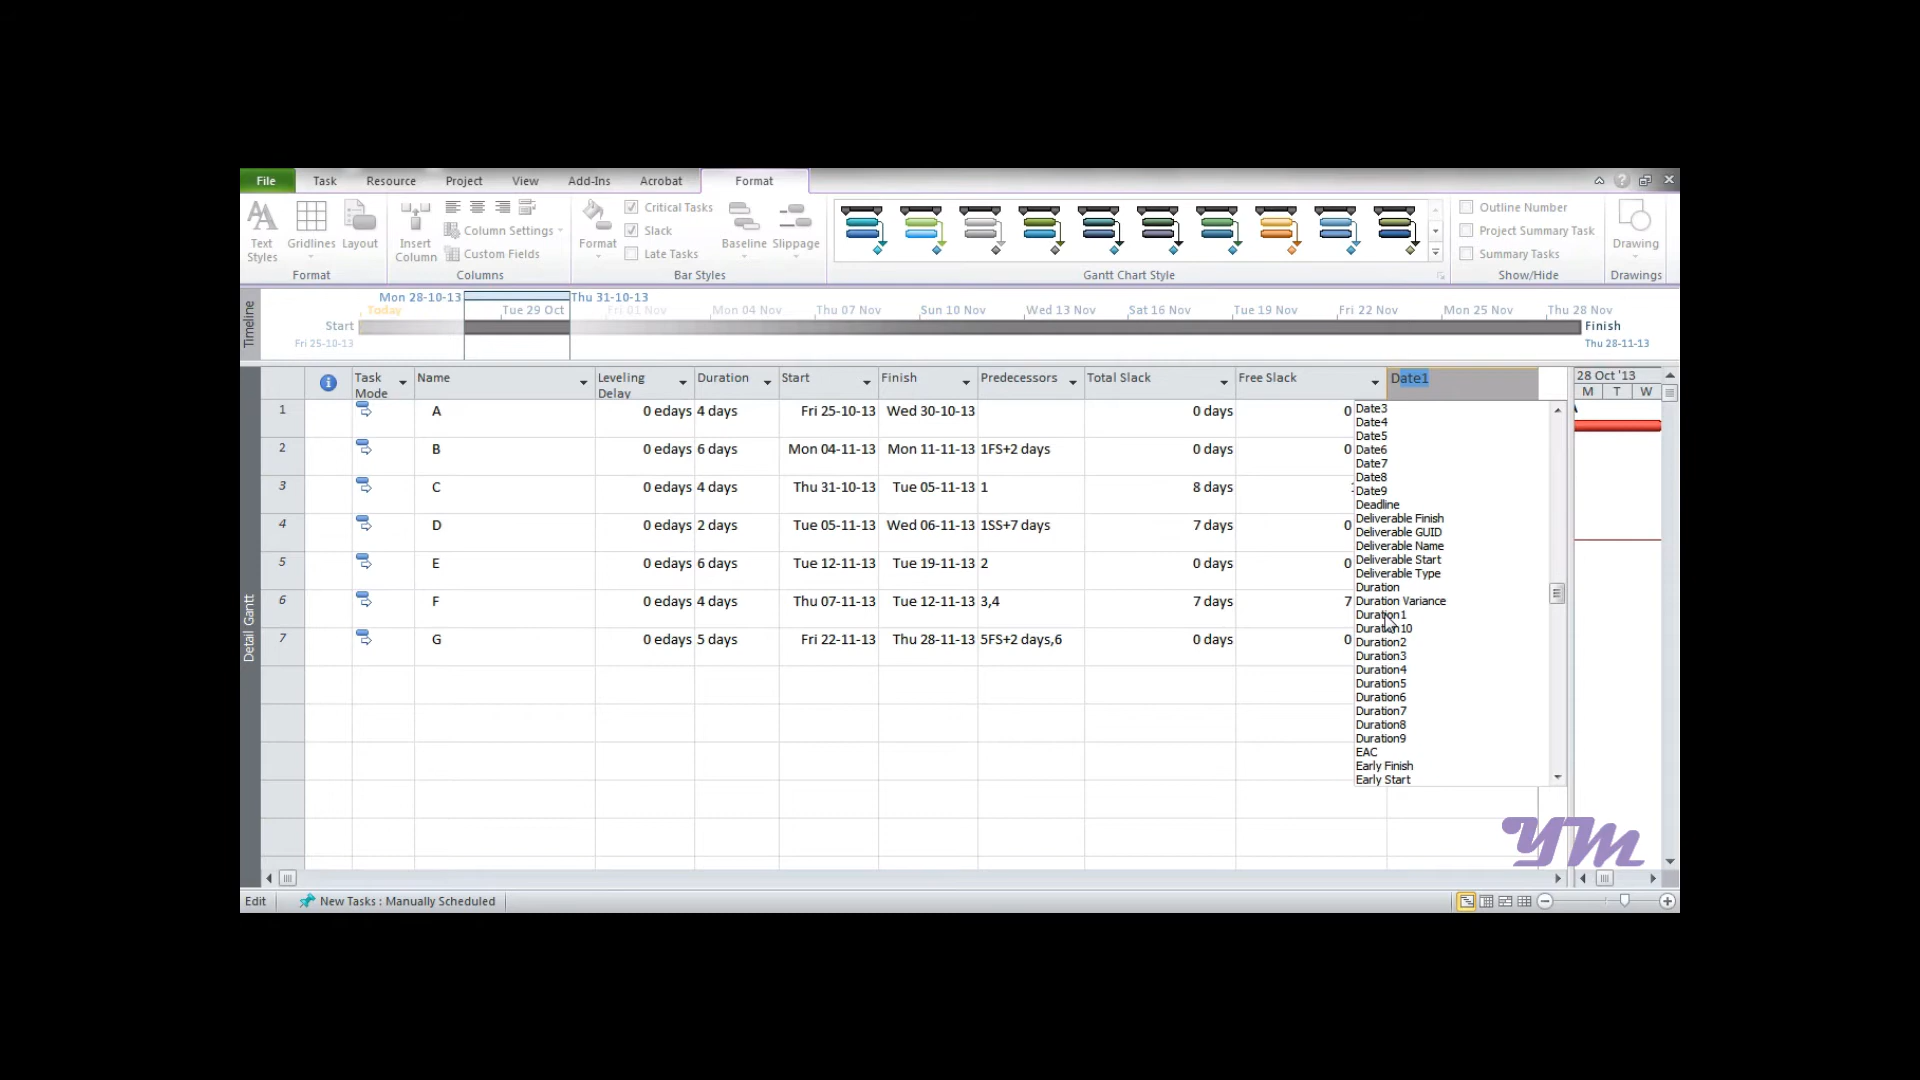 File Task Resource Project View Add-Ins Acrobat Format
Text Styles Gridlines Layout
Format
Insert Column
Column Settings
Custom Fields
Columns
Format
Critical Tasks
Slack
Late Tasks
Baseline Slippage
Bar Styles
Gantt Chart Style
Outline Number
Project Summary Task
Summary Tasks
Show/Hide
Drawing
Drawings
Timeline
Mon 28-10-13 Thu 31-10-13
Today Tue 29 Oct Fri 01 Nov Mon 04 Nov Thu 07 Nov Sun 10 Nov Wed 13 Nov Sat 16 Nov Tue 19 Nov Fri 22 Nov Mon 25 Nov Thu 28 Nov
Start Finish
Fri 25-10-13 Thu 28-11-13
Detail Gantt
Task Mode Name Leveling Delay Duration Start Finish Predecessors Total Slack Free Slack Date1 28 Oct '13
M T W
1 A 0 edays 4 days Fri 25-10-13 Wed 30-10-13 0 days 0
2 B 0 edays 6 days Mon 04-11-13 Mon 11-11-13 1FS+2 days 0 days 0
3 C 0 edays 4 days Thu 31-10-13 Tue 05-11-13 1 8 days
4 D 0 edays 2 days Tue 05-11-13 Wed 06-11-13 1SS+7 days 7 days 0
5 E 0 edays 6 days Tue 12-11-13 Tue 19-11-13 2 0 days 0
6 F 0 edays 4 days Thu 07-11-13 Tue 12-11-13 3,4 7 days 7
7 G 0 edays 5 days Fri 22-11-13 Thu 28-11-13 5FS+2 days,6 0 days 0
Date3
Date4
Date5
Date6
Date7
Date8
Date9
Deadline
Deliverable Finish
Deliverable GUID
Deliverable Name
Deliverable Start
Deliverable Type
Duration
Duration Variance
Duration1
Duration10
Duration2
Duration3
Duration4
Duration5
Duration6
Duration7
Duration8
Duration9
EAC
Early Finish
Early Start
YM
Edit New Tasks : Manually Scheduled